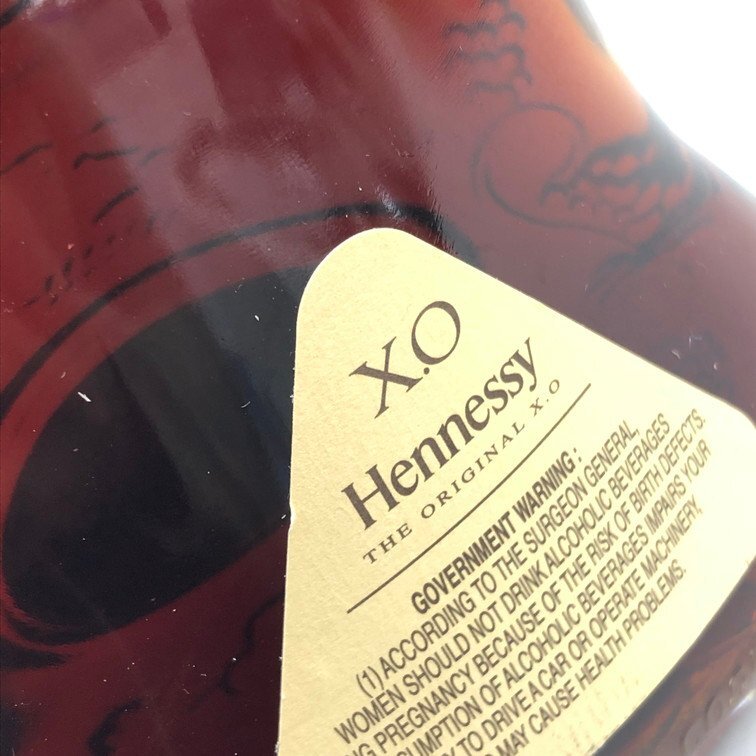 X.O
Hennessy
THE ORIGINAL X.O
GOVERNMENT WARNING :
(1) ACCORDING TO THE SURGEON GENERAL,
WOMEN SHOULD NOT DRINK ALCOHOLIC BEVERAGES
PREGNANCY BECAUSE OF THE RISK OF BIRTH DEFECTS.
OF ALCOHOLIC BEVERAGES IMPAIRS YOUR
TO DRIVE A CAR OR OPERATE MACHINERY,
MAY CAUSE HEALTH PROBLEMS.